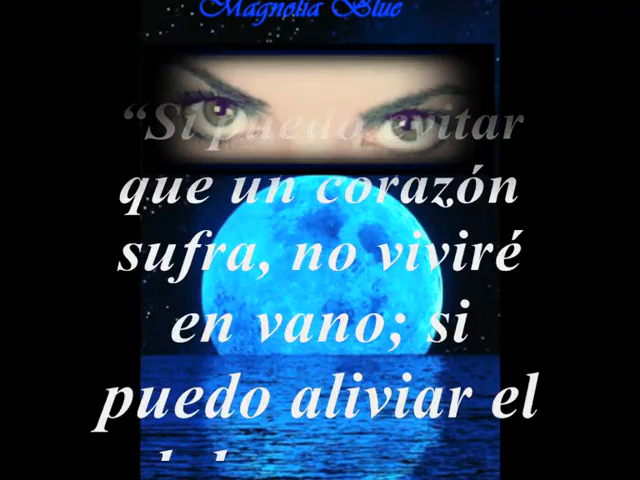 Magnolia Blue
“Si puedo evitar
que un corazón
sufra, no viviré
en vano; si
puedo aliviar el